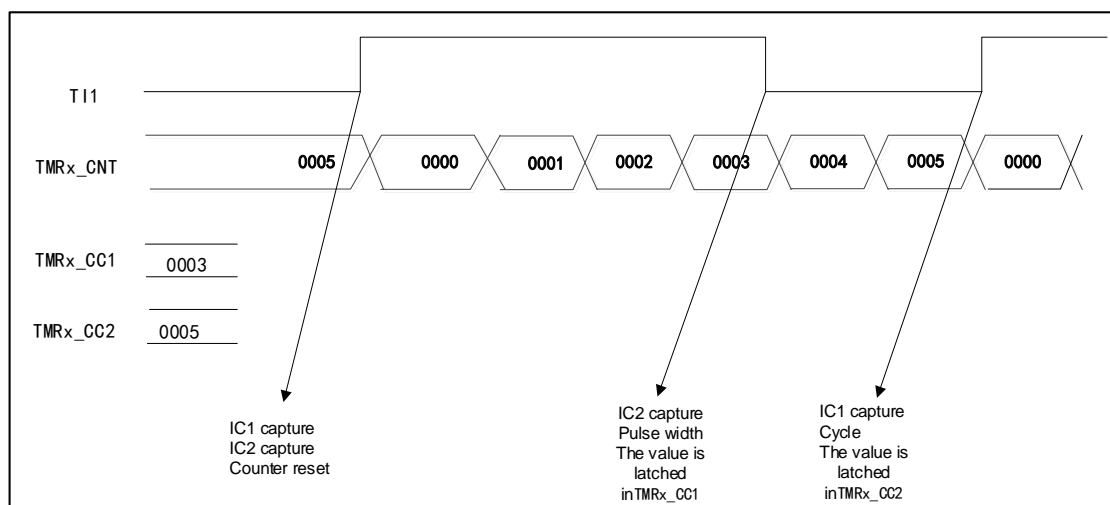 TI1
TMRx_CNT
0005 0000 0001 0002 0003 0004 0005 0000
TMRx_CC1
0003
TMRx_CC2
0005
IC1 capture
IC2 capture
Counter reset
IC2 capture
Pulse width
The value is
latched
inTMRx_CC1
IC1 capture
Cycle
The value is
latched
inTMRx_CC2